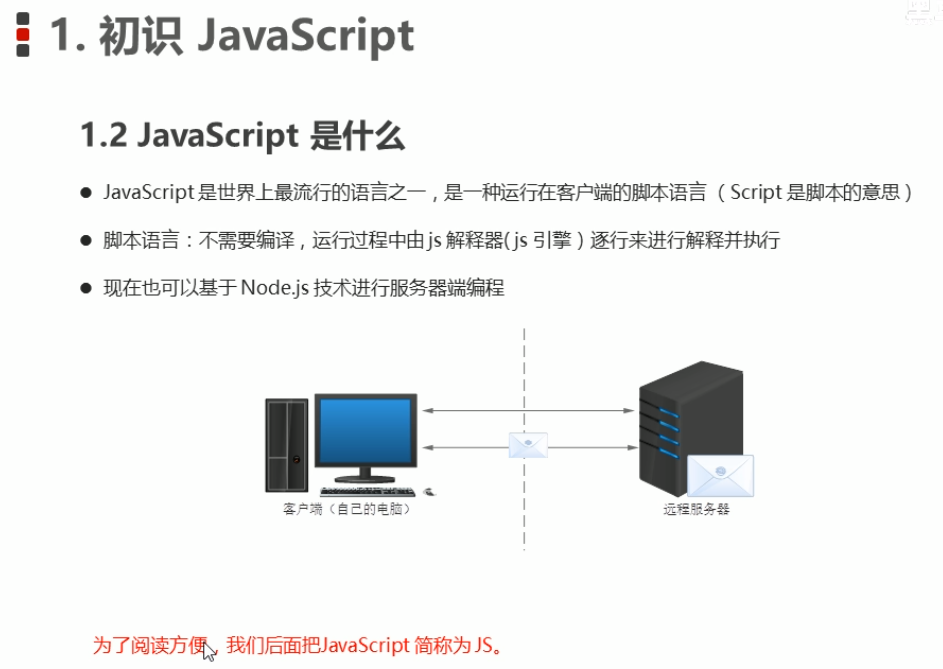 1. 初识 JavaScript
1.2 JavaScript 是什么
JavaScript 是世界上最流行的语言之一，是一种运行在客户端的脚本语言（Script 是脚本的意思）
脚本语言：不需要编译，运行过程中由 js 解释器( js 引擎）逐行来进行解释并执行
现在也可以基于 Node.js 技术进行服务器端编程
客户端（自己的电脑）
远程服务器
为了阅读方便，我们后面把JavaScript 简称为 JS。